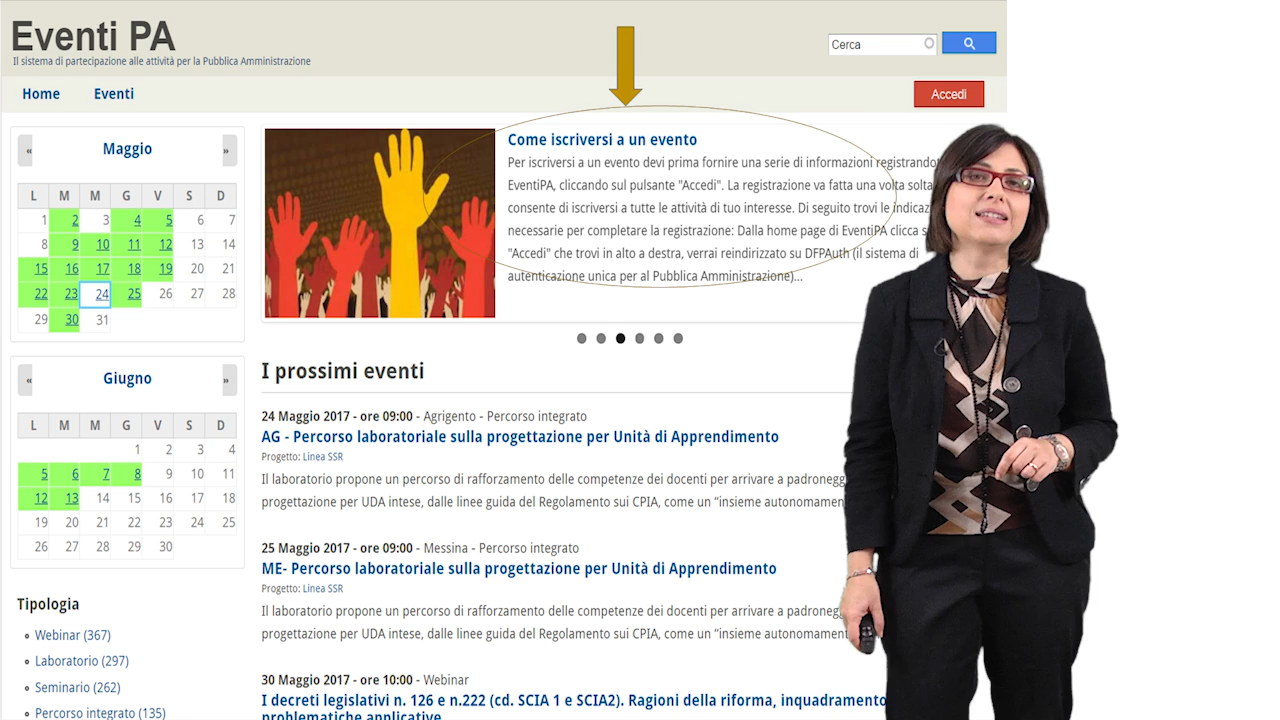 Eventi PA
Il sistema di partecipazione alle attività per la Pubblica Amministrazione
Cerca
Home Eventi
Accedi
« Maggio »
L M M G V S D
1 2 3 4 5 6 7
8 9 10 11 12 13 14
15 16 17 18 19 20 21
22 23 24 25 26 27 28
29 30 31
« Giugno »
L M M G V S D
1 2 3 4
5 6 7 8 9 10 11
12 13 14 15 16 17 18
19 20 21 22 23 24 25
26 27 28 29 30
Tipologia
Webinar (367)
Laboratorio (297)
Seminario (262)
Percorso integrato (135)
Come iscriversi a un evento
Per iscriversi a un evento devi prima fornire una serie di informazioni
EventiPA, cliccando sul pulsante "Accedi". La registrazione va fatta una volta solta
consente di iscriversi a tutte le attività di tuo interesse. Di seguito trovi le
necessarie per completare la registrazione: Dalla home page di EventiPA clicca
"Accedi" che trovi in alto a destra, verrai reindirizzato su DFPAuth (il sistema di
autenticazione unica per al Pubblica Amministrazione)...
I prossimi eventi
24 Maggio 2017 - ore 09:00 - Agrigento - Percorso integrato
AG - Percorso laboratoriale sulla progettazione per Unità di Apprendimento
Progetto: Linea SSR
Il laboratorio propone un percorso di rafforzamento delle competenze dei docenti per arrivare a
progettazione per UDA intese, dalle linee guida del Regolamento sui CPIA, come un “insieme
25 Maggio 2017 - ore 09:00 - Messina - Percorso integrato
ME- Percorso laboratoriale sulla progettazione per Unità di Apprendimento
Progetto: Linea SSR
Il laboratorio propone un percorso di rafforzamento delle competenze dei docenti per arrivare a
progettazione per UDA intese, dalle linee guida del Regolamento sui CPIA, come un “insieme
30 Maggio 2017 - ore 10:00 - Webinar
I decreti legislativi n. 126 e n.222 (cd. SCIA 1 e SCIA2). Ragioni della riforma, inquadramento
problematiche applicative